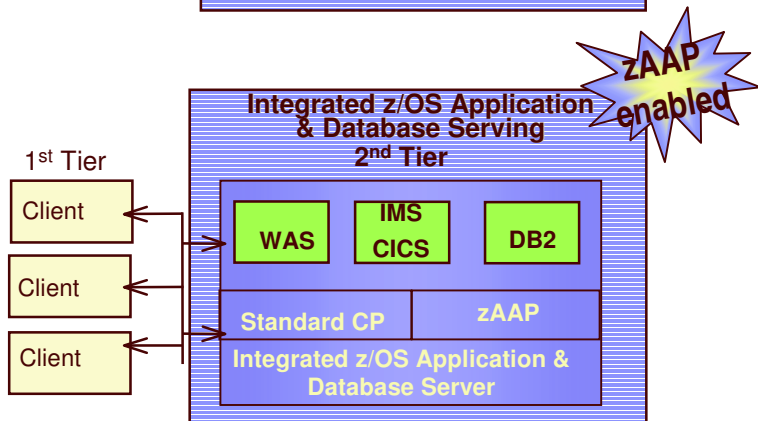 zAAP
enabled
Integrated z/OS Application
& Database Serving
2nd Tier
1st Tier
Client
Client
Client
WAS
IMS
CICS
DB2
Standard CP
zAAP
Integrated z/OS Application &
Database Server